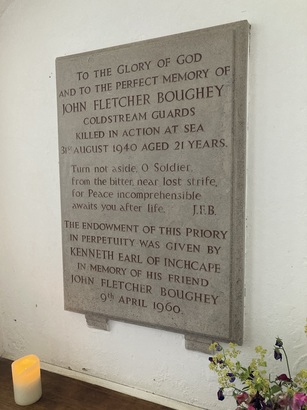 TO THE GLORY OF GOD
AND TO THE PERFECT MEMORY OF
JOHN FLETCHER BOUGHEY
COLDSTREAM GUARDS
KILLED IN ACTION AT SEA
31ST AUGUST 1940 AGED 21 YEARS.
Turn not aside, O Soldier,
from the bitter, near lost strife,
for Peace incomprehensible
awaits you after life. J.F.B.
THE ENDOWMENT OF THIS PRIORY
IN PERPETUITY WAS GIVEN BY
KENNETH EARL OF INCHCAPE
IN MEMORY OF HIS FRIEND
JOHN FLETCHER BOUGHEY
9th APRIL 1960.